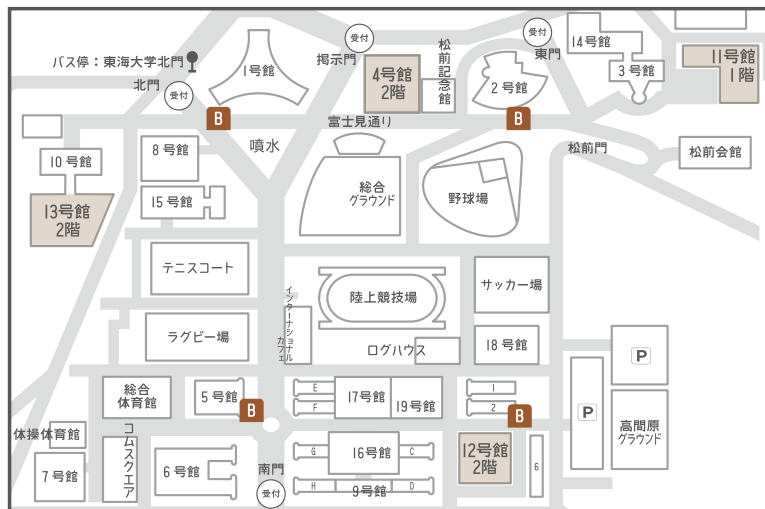 バス停：東海大学北門
北門
受付
B
1号館
掲示門
受付
4号館
2階
松前記念館
富士見通り
2号館
受付
東門
B
14号館
3号館
11号館
1階
松前門
松前会館
10号館
13号館
2階
8号館
15号館
噴水
総合
グラウンド
野球場
テニスコート
ラグビー場
インターナショナル
カフェ
陸上競技場
ログハウス
サッカー場
18号館
P
P
高間原
グラウンド
総合
体育館
5号館
B
E
F
17号館
19号館
1
2
B
体操体育館
7号館
コムスクエア
6号館
南門
受付
G
16号館
C
H
9号館
D
12号館
2階
6